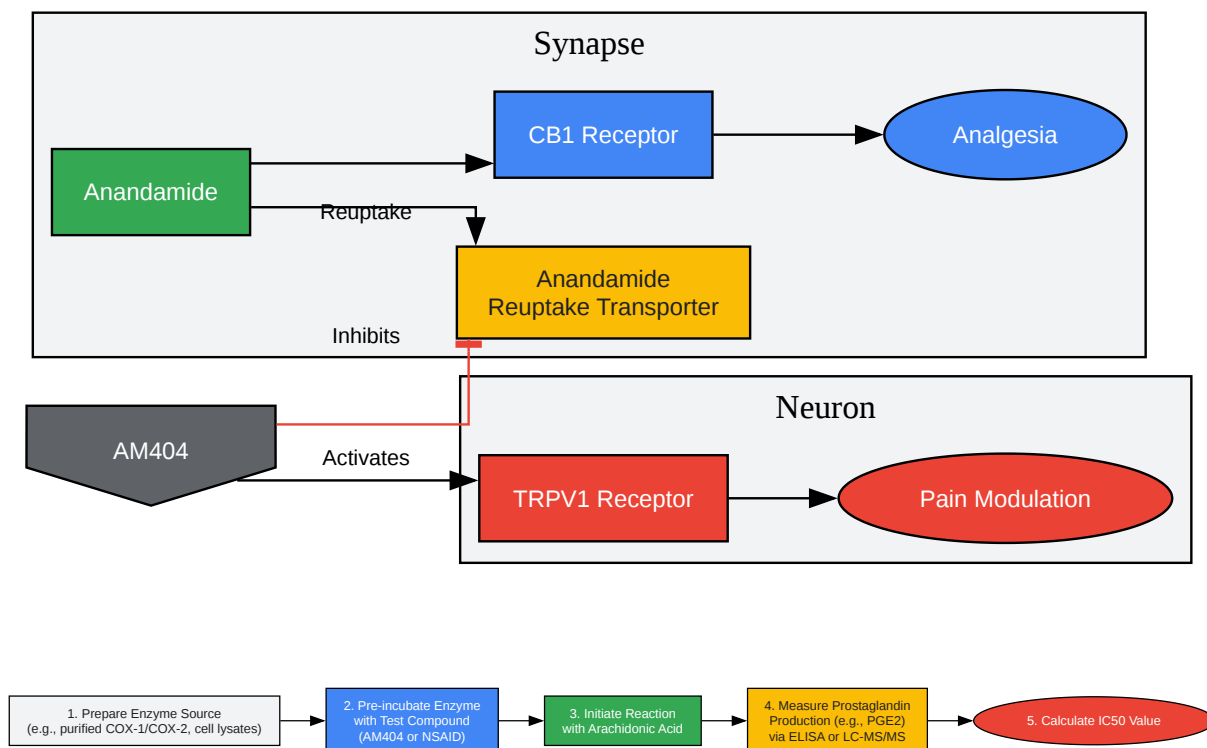 Synapse
CB1 Receptor
Analgesia
Anandamide
Reuptake
Anandamide
Reuptake Transporter
Inhibits
Neuron
AM404
Activates
TRPV1 Receptor
Pain Modulation
1. Prepare Enzyme Source
(e.g., purified COX-1/COX-2, cell lysates)
2. Pre-incubate Enzyme
with Test Compound
(AM404 or NSAID)
3. Initiate Reaction
with Arachidonic Acid
4. Measure Prostaglandin
Production (e.g., PGE2)
via ELISA or LC-MS/MS
5. Calculate IC50 Value